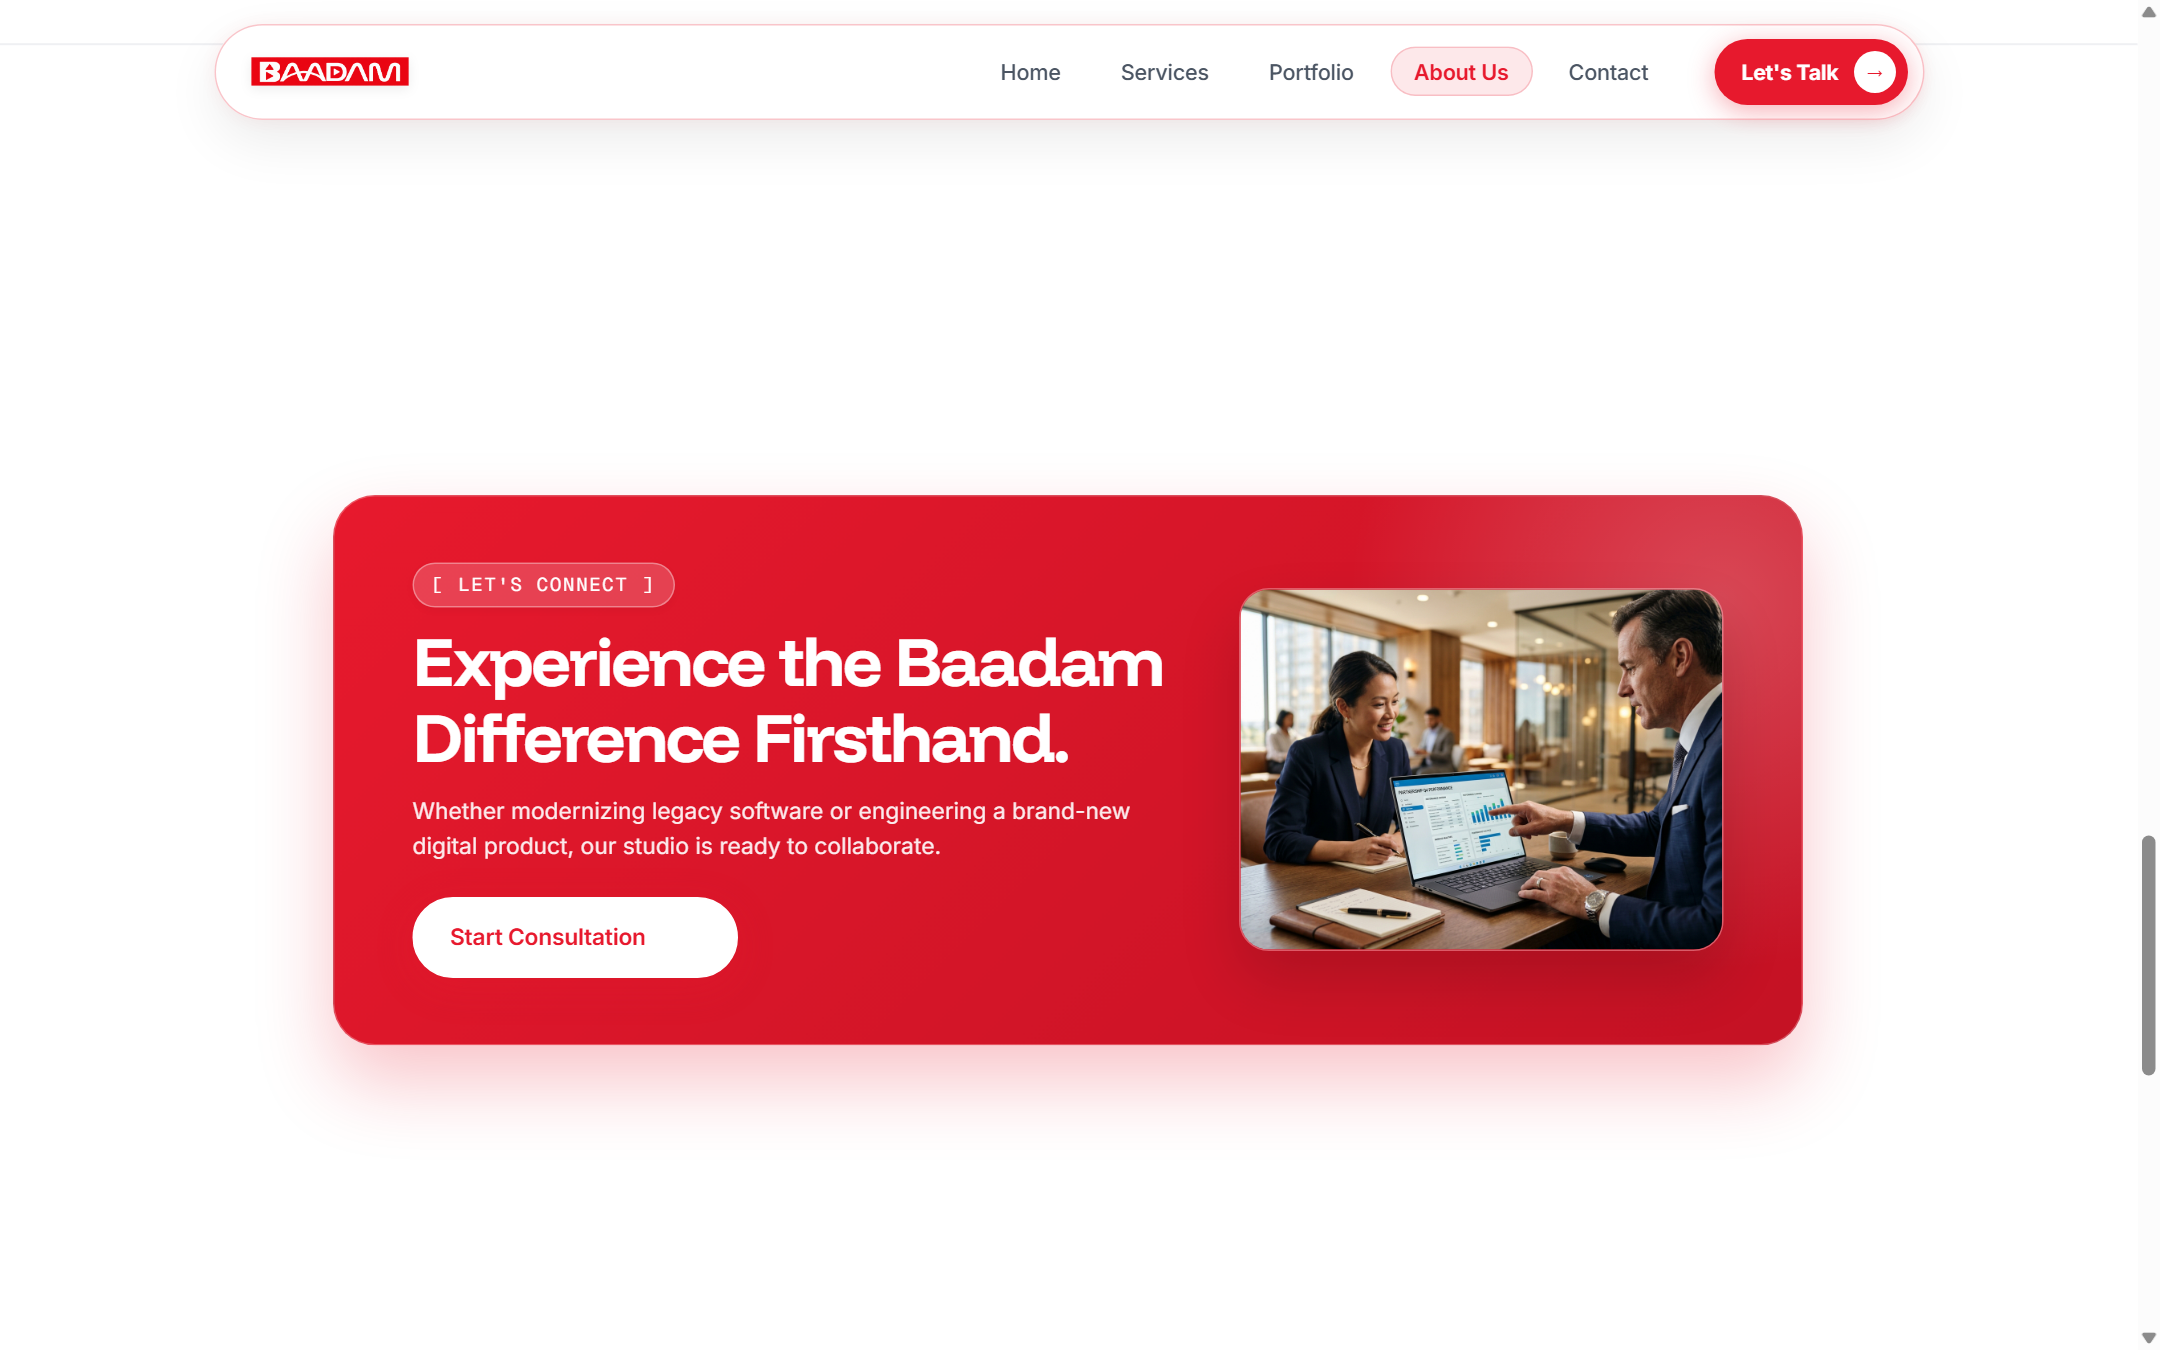 BAADAM
Home
Services
Portfolio
About Us
Contact
Let's Talk →
[ LET'S CONNECT ]
Experience the Baadam
Difference Firsthand.
Whether modernizing legacy software or engineering a brand-new
digital product, our studio is ready to collaborate.
Start Consultation